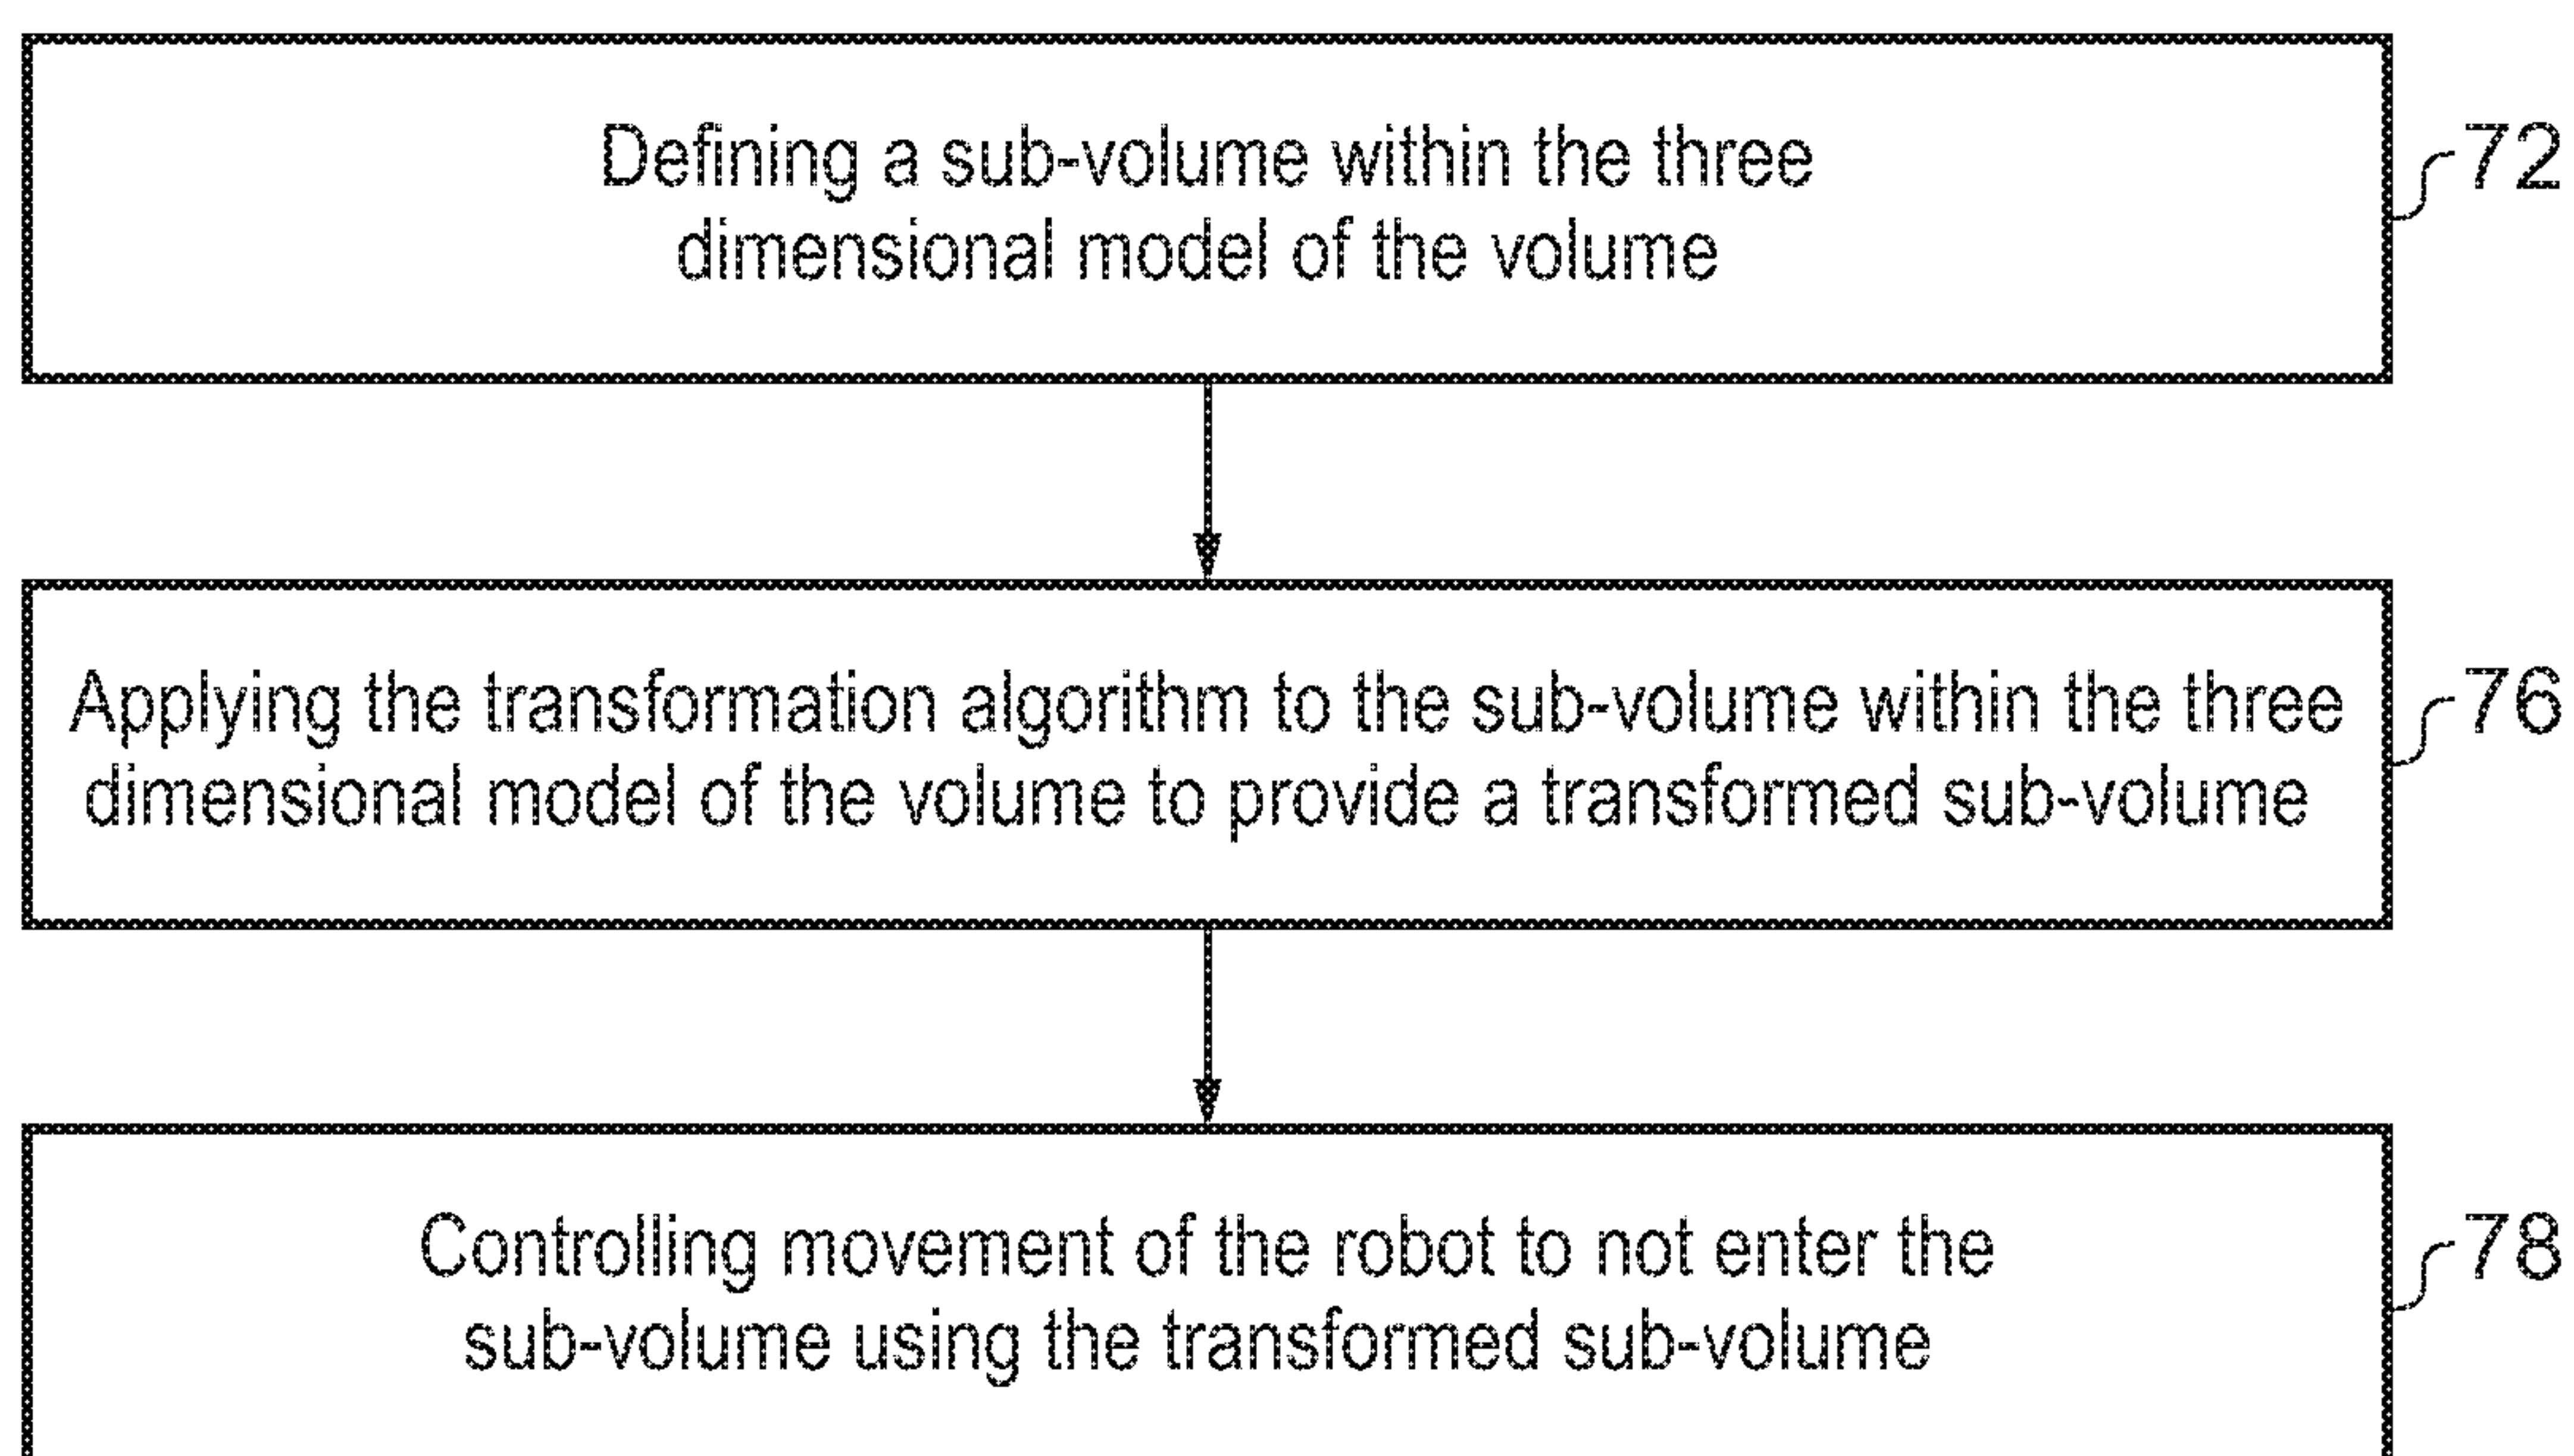 Defining a sub-volume within the three
dimensional model of the volume
72
Applying the transformation algorithm to the sub-volume within the three
dimensional model of the volume to provide a transformed sub-volume
76
Controlling movement of the robot to not enter the
sub-volume using the transformed sub-volume
78